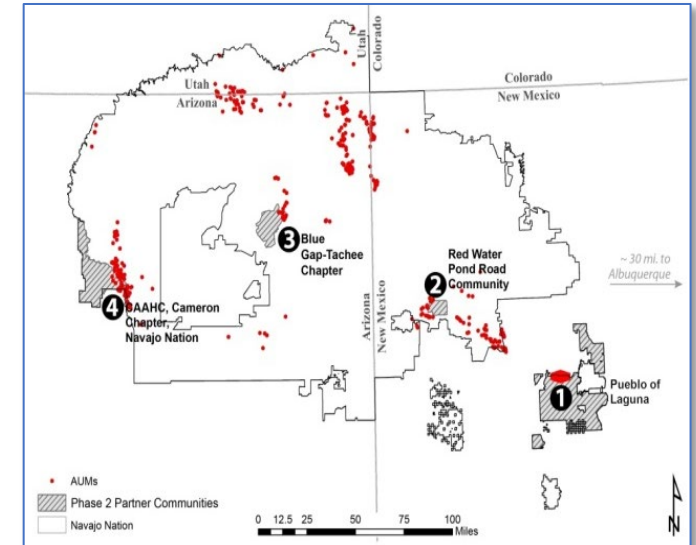 Utah
Colorado
Utah
Arizona
Colorado
New Mexico
3
Blue
Gap-Tachee
Chapter
Red Water
Pond Road
Community
2
~ 30 mi. to
Albuquerque
Arizona
New Mexico
4
CAAHC, Cameron
Chapter,
Navajo Nation
1
Pueblo of
Laguna
AUMs
Phase 2 Partner Communities
Navajo Nation
0 12.5 25 50 75 100
Miles
N